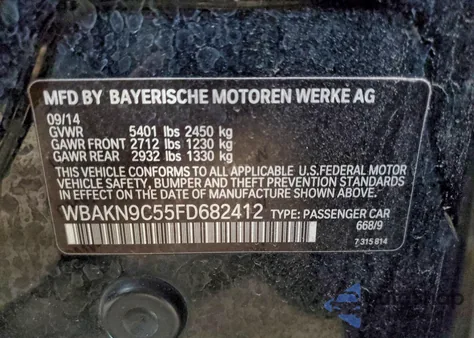 MFD BY BAYERISCHE MOTOREN WERKE AG
09/14
GVWR 5401 lbs 2450 kg
GAWR FRONT 2712 lbs 1230 kg
GAWR REAR 2932 lbs 1330 kg
THIS VEHICLE CONFORMS TO ALL APPLICABLE U.S.FEDERAL MOTOR
VEHICLE SAFETY, BUMPER AND THEFT PREVENTION STANDARDS
IN EFFECT ON THE DATE OF MANUFACTURE SHOWN ABOVE.
WBAKN9C55FD682412 TYPE: PASSENGER CAR
668/9
7 315 814